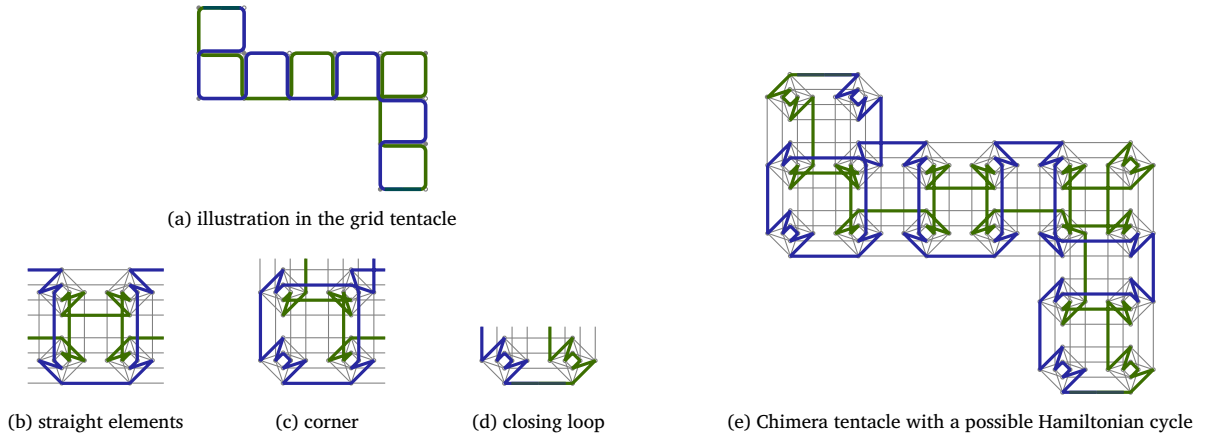 (a) illustration in the grid tentacle
(b) straight elements
(c) corner
(d) closing loop
(e) Chimera tentacle with a possible Hamiltonian cycle